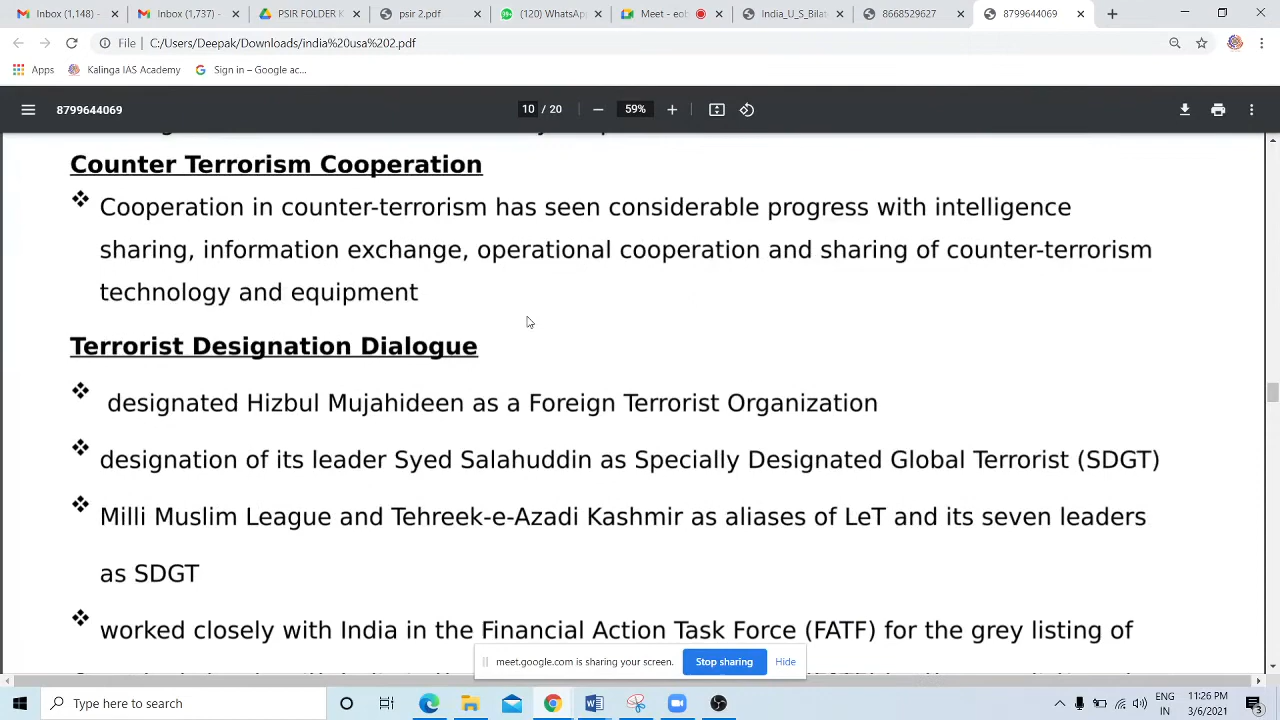 Inbox (1,148) -
Inbox (1,737) -
PSIR FOLDER K
psir 2.pdf
(120) WhatsApp
Meet - eob
India_U_S_Bilat
8668529627
8799644069
File | C:/Users/Deepak/Downloads/india%20usa%202.pdf
Apps
Kalinga IAS Academy
Sign in – Google ac...
8799644069
10 / 20
59%
Counter Terrorism Cooperation
Cooperation in counter-terrorism has seen considerable progress with intelligence
sharing, information exchange, operational cooperation and sharing of counter-terrorism
technology and equipment
Terrorist Designation Dialogue
designated Hizbul Mujahideen as a Foreign Terrorist Organization
designation of its leader Syed Salahuddin as Specially Designated Global Terrorist (SDGT)
Milli Muslim League and Tehreek-e-Azadi Kashmir as aliases of LeT and its seven leaders
as SDGT
worked closely with India in the Financial Action Task Force (FATF) for the grey listing of
meet.google.com is sharing your screen.
Stop sharing
Hide
Type here to search
ENG
IN
11:26 PM
3/6/2021
3